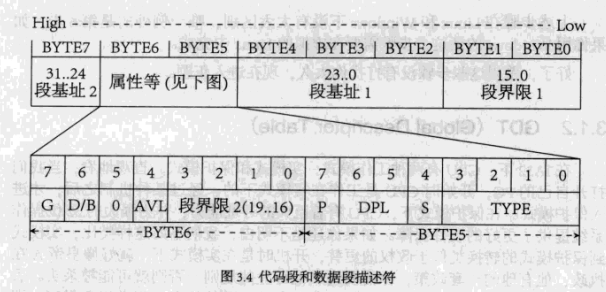 High Low
BYTE7 BYTE6 BYTE5 BYTE4 BYTE3 BYTE2 BYTE1 BYTE0
31..24 属性等 (见下图) 23..0 15..0
段基址 2 段基址 1 段界限 1
7 6 5 4 3 2 1 0 7 6 5 4 3 2 1 0
G D/B 0 AVL 段界限 2(19..16) P DPL S TYPE
BYTE6 BYTE5
图 3.4 代码段和数据段描述符